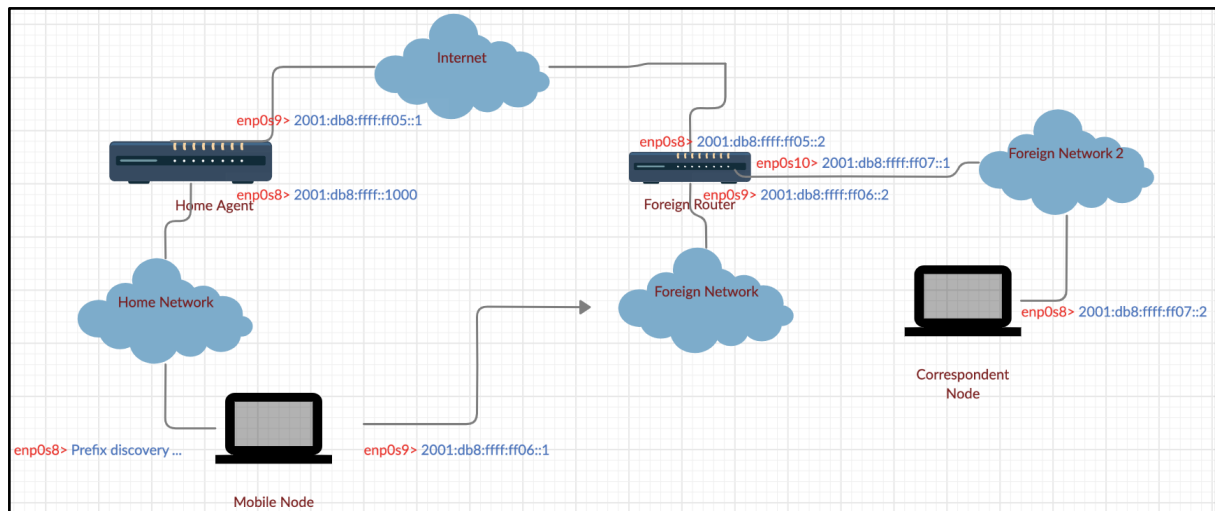 Internet
enp0s9> 2001:db8:ffff:ff05::1
enp0s8> 2001:db8:ffff:ff05::2
enp0s10> 2001:db8:ffff:ff07::1
Foreign Network 2
enp0s8> 2001:db8:ffff::1000
Home Agent
enp0s9> 2001:db8:ffff:ff06::2
Foreign Router
Home Network
Foreign Network
enp0s8> 2001:db8:ffff:ff07::2
Correspondent
Node
enp0s8> Prefix discovery ...
enp0s9> 2001:db8:ffff:ff06::1
Mobile Node